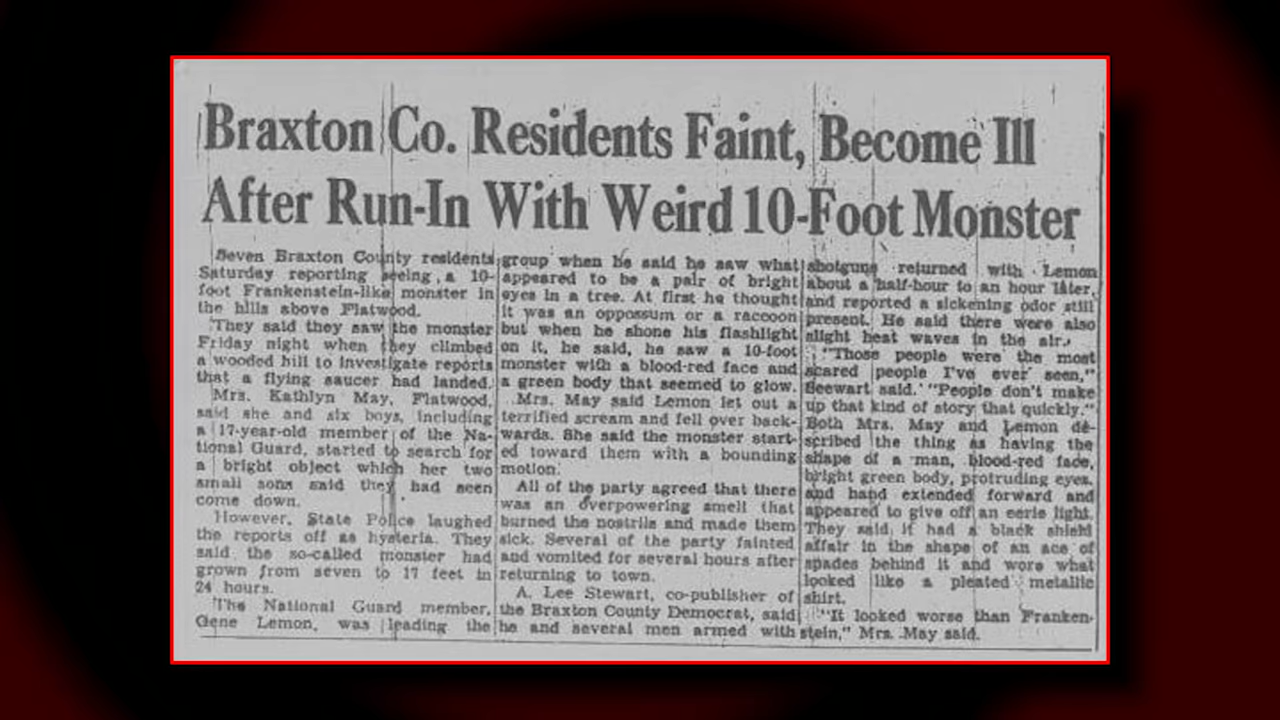 Braxton Co. Residents Faint, Become Ill
After Run-In With Weird 10-Foot Monster
Seven Braxton County residents
Saturday reporting seeing a 10-
foot Frankenstein-like monster in
the hills above Flatwood.
They said they saw the monster
Friday night when they climbed
a wooded hill to investigate reports
that a flying saucer had landed.
Mrs. Kathlyn May, Flatwood,
said she and six boys, including
a 17-year-old member of the Na-
tional Guard, started to search for
a bright object which her two
small sons said they had seen
come down.
However, State Police laughed
the reports off as hysteria. They
said the so-called monster had
grown from seven to 17 feet in
24 hours.
The National Guard member,
Gene Lemon, was leading the
group when he said he saw what
appeared to be a pair of bright
eyes in a tree. At first he thought
it was an oppossum or a raccoon
but when he shone his flashlight
on it, he said, he saw a 10-foot
monster with a blood-red face and
a green body that seemed to glow.
Mrs. May said Lemon let out a
terrified scream and fell over back-
wards. She said the monster start-
ed toward them with a bounding
motion.
All of the party agreed that there
was an overpowering smell that
burned the nostrils and made them
sick. Several of the party fainted
and vomited for several hours after
returning to town.
A. Lee Stewart, co-publisher of
the Braxton County Democrat, said
he and several men armed with
shotguns returned with Lemon
about a half-hour to an hour later,
and reported a sickening odor still
present. He said there were also
slight heat waves in the air.
"Those people were the most
scared people I've ever seen,"
Seewart said. "People don't make
up that kind of story that quickly."
Both Mrs. May and Lemon de-
scribed the thing as having the
shape of a man, blood-red face,
bright green body, protruding eyes,
and hand extended forward and
appeared to give off an eerie light.
They said it had a black shield
affair in the shape of an ace of
spades behind it and wore what
looked like a pleated metallic
shirt.
"It looked worse than Franken-
stein," Mrs. May said.